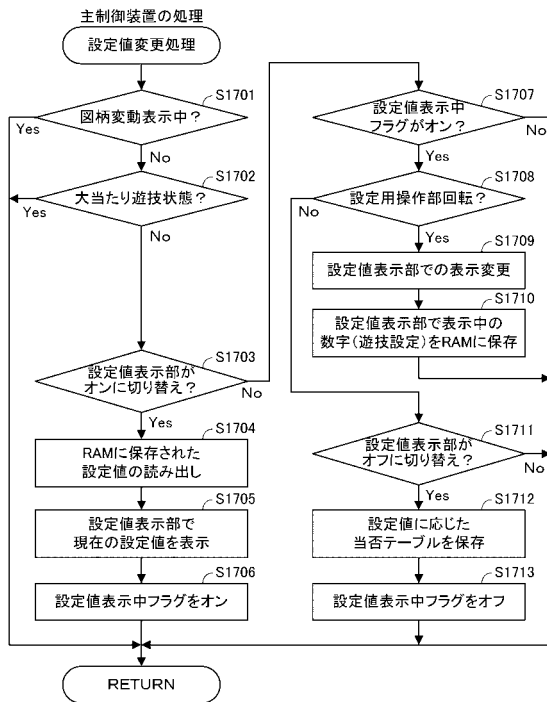 主制御装置の処理
設定値変更処理
S1701
図柄変動表示中？
Yes
No
S1702
大当たり遊技状態？
Yes
No
S1703
設定値表示部が
オンに切り替え？
No
Yes
S1704
RAMに保存された
設定値の読み出し
S1705
設定値表示部で
現在の設定値を表示
S1706
設定値表示中フラグをオン
RETURN
S1707
設定値表示中
フラグがオン？
No
Yes
S1708
設定用操作部回転？
No
Yes
S1709
設定値表示部での表示変更
S1710
設定値表示部で表示中の
数字(遊技設定)をRAMに保存
S1711
設定値表示部が
オフに切り替え？
No
Yes
S1712
設定値に応じた
当否テーブルを保存
S1713
設定値表示中フラグをオフ